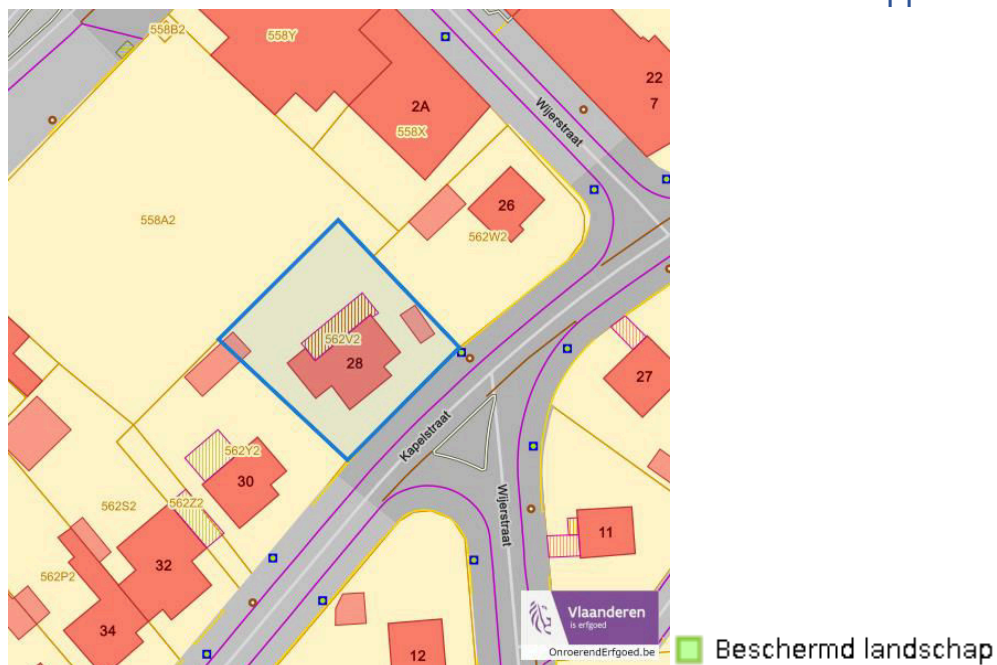 558B2
558Y
2A
558X
22
7
Wijerstraat
558A2
26
562W2
562V2
28
27
Kapelstraat
562Y2
30
Wijerstraat
562S2
562Z2
11
32
562P2
34
12
Vlaanderen
is erfgoed
OnroerendErfgoed.be
Beschermd landschap